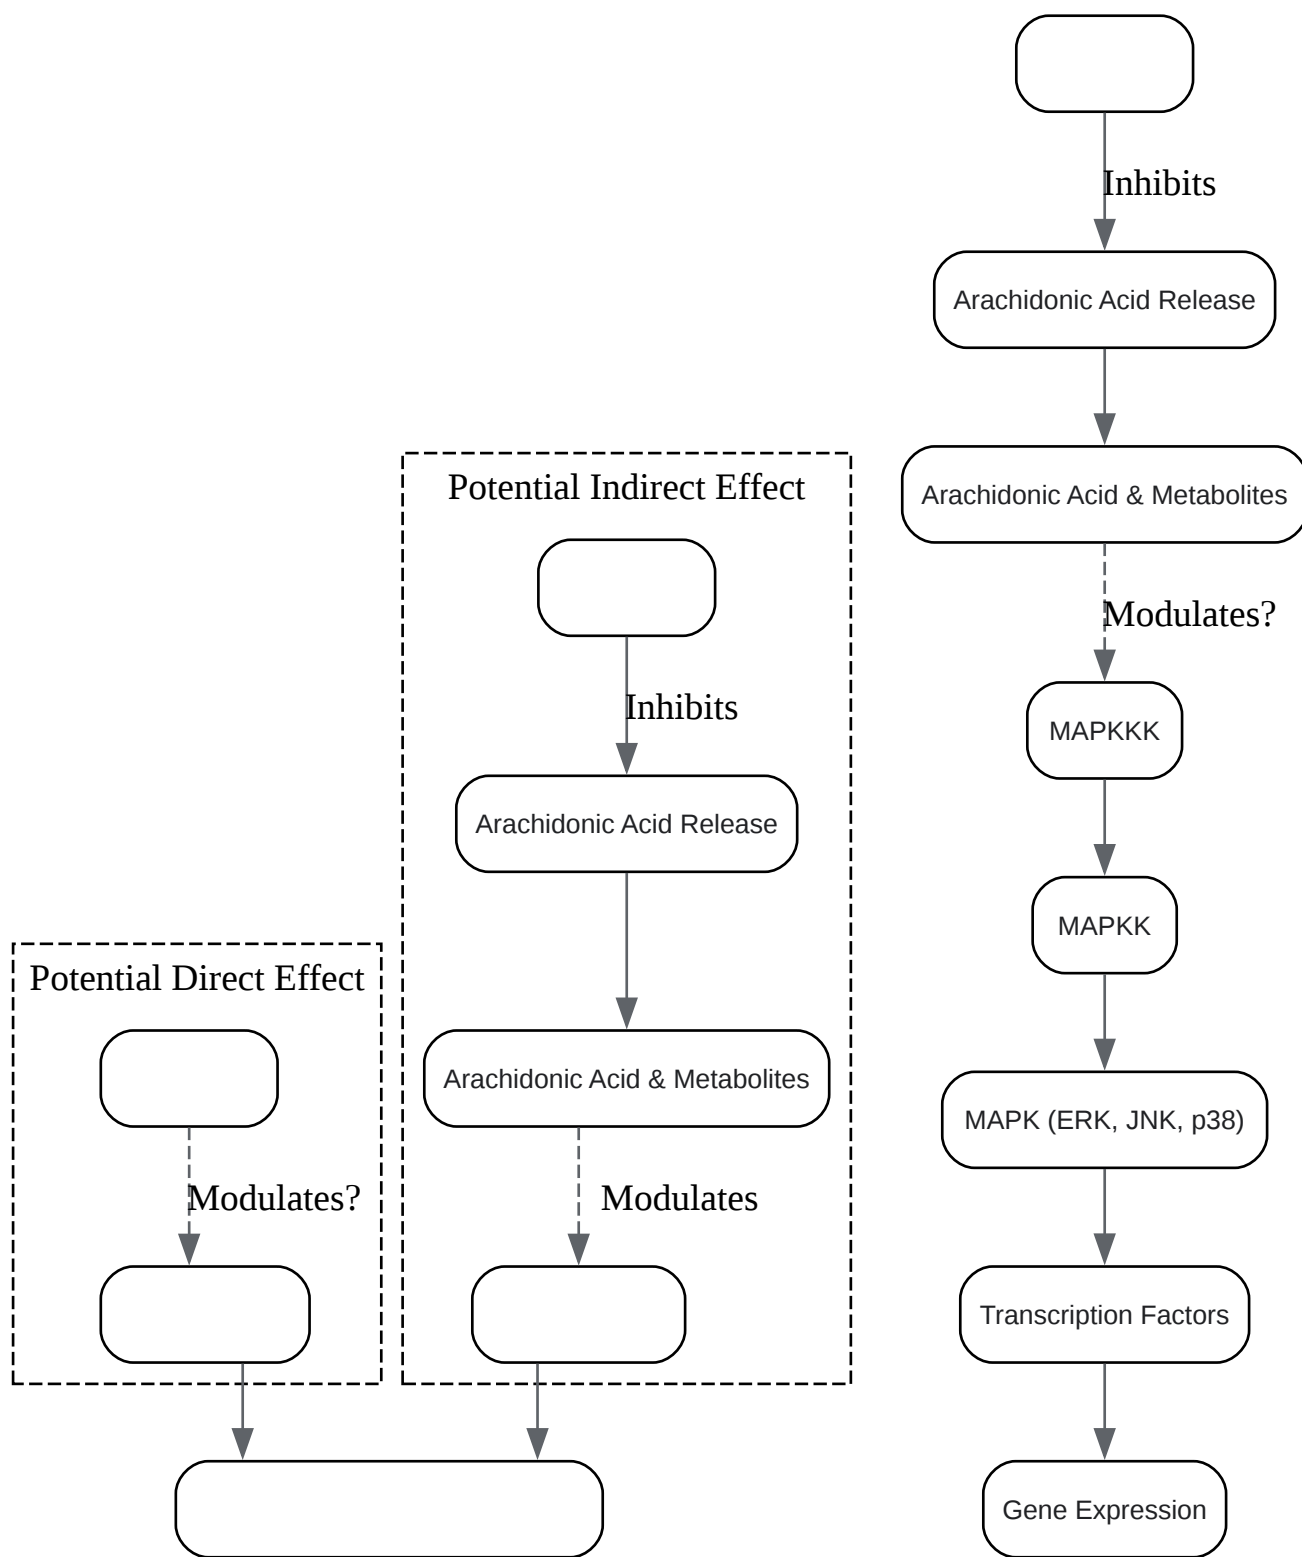 Inhibits
Arachidonic Acid Release
Arachidonic Acid & Metabolites
Modulates?
MAPKKK
MAPKK
MAPK (ERK, JNK, p38)
Transcription Factors
Gene Expression
Potential Indirect Effect
Inhibits
Arachidonic Acid Release
Arachidonic Acid & Metabolites
Modulates
Potential Direct Effect
Modulates?